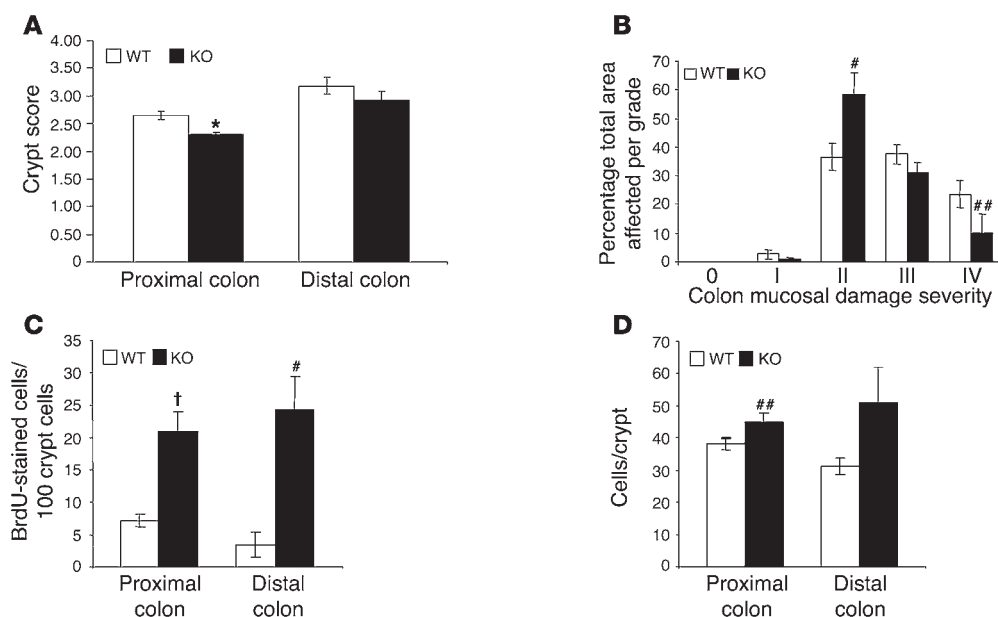 A
4.00
3.50
3.00
2.50
2.00
1.50
1.00
0.50
0
Crypt score
WT KO
*
Proximal colon Distal colon
B
70
60
50
40
30
20
10
0
Percentage total area
affected per grade
WT KO
#
##
0 I II III IV
Colon mucosal damage severity
C
35
30
25
20
15
10
5
0
BrdU-stained cells/
100 crypt cells
WT KO
†
#
Proximal Distal
colon colon
D
70
60
50
40
30
20
10
0
Cells/crypt
WT KO
##
Proximal Distal
colon colon